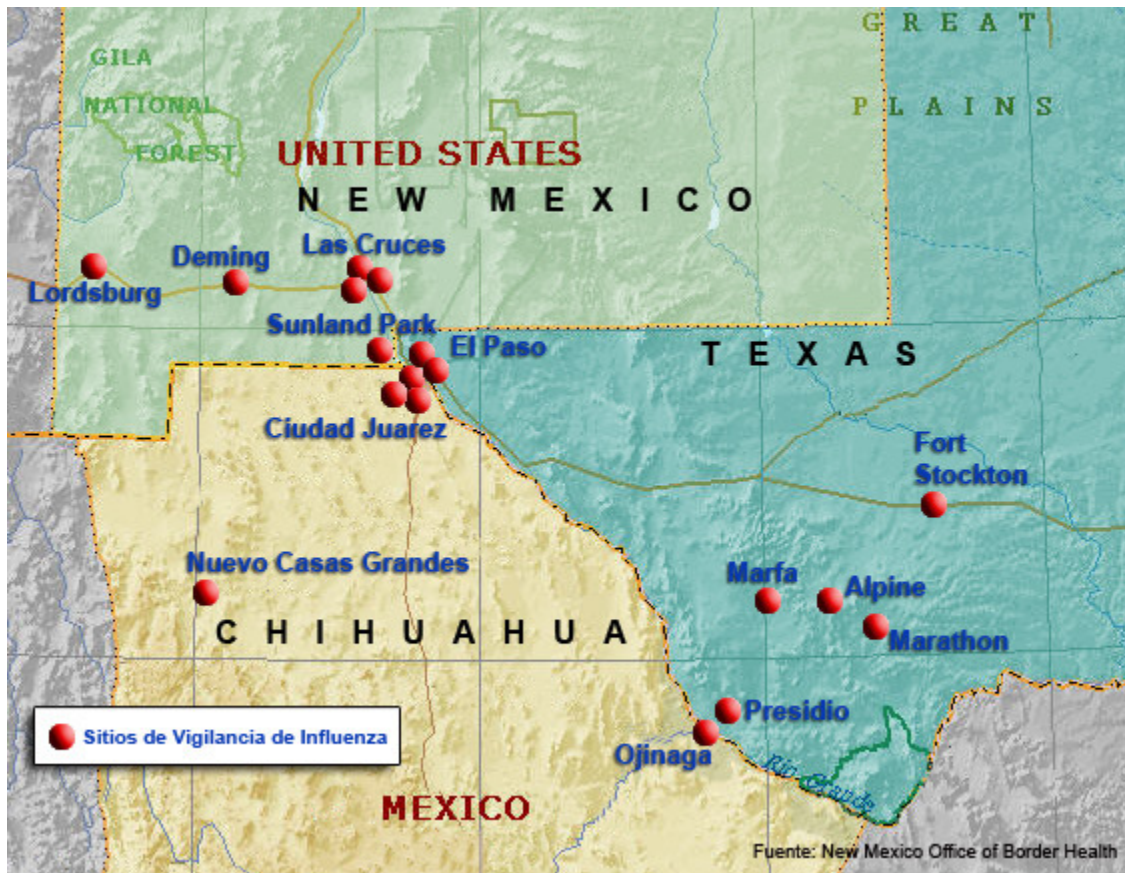 GREAT
PLAINS
GILA
NATIONAL
FOREST
UNITED STATES
NEW MEXICO
Las Cruces
Deming
Lordsburg
Sunland Park
El Paso
TEXAS
Ciudad Juarez
Fort
Stockton
Nuevo Casas Grandes
Marfa
Alpine
CHIHUAHUA
Marathon
Presidio
Sitios de Vigilancia de Influenza
Ojinaga
Rio Grande
MEXICO
Fuente: New Mexico Office of Border Health